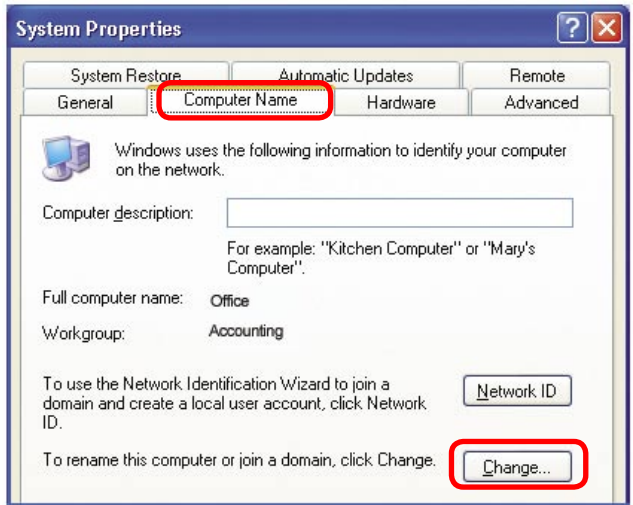 System Properties
System Restore Automatic Updates Remote
General Computer Name Hardware Advanced
Windows uses the following information to identify your computer
on the network.
Computer description:
For example: "Kitchen Computer" or "Mary's
Computer".
Full computer name: Office
Workgroup: Accounting
To use the Network Identification Wizard to join a
domain and create a local user account, click Network
ID.
Network ID
To rename this computer or join a domain, click Change.
Change...